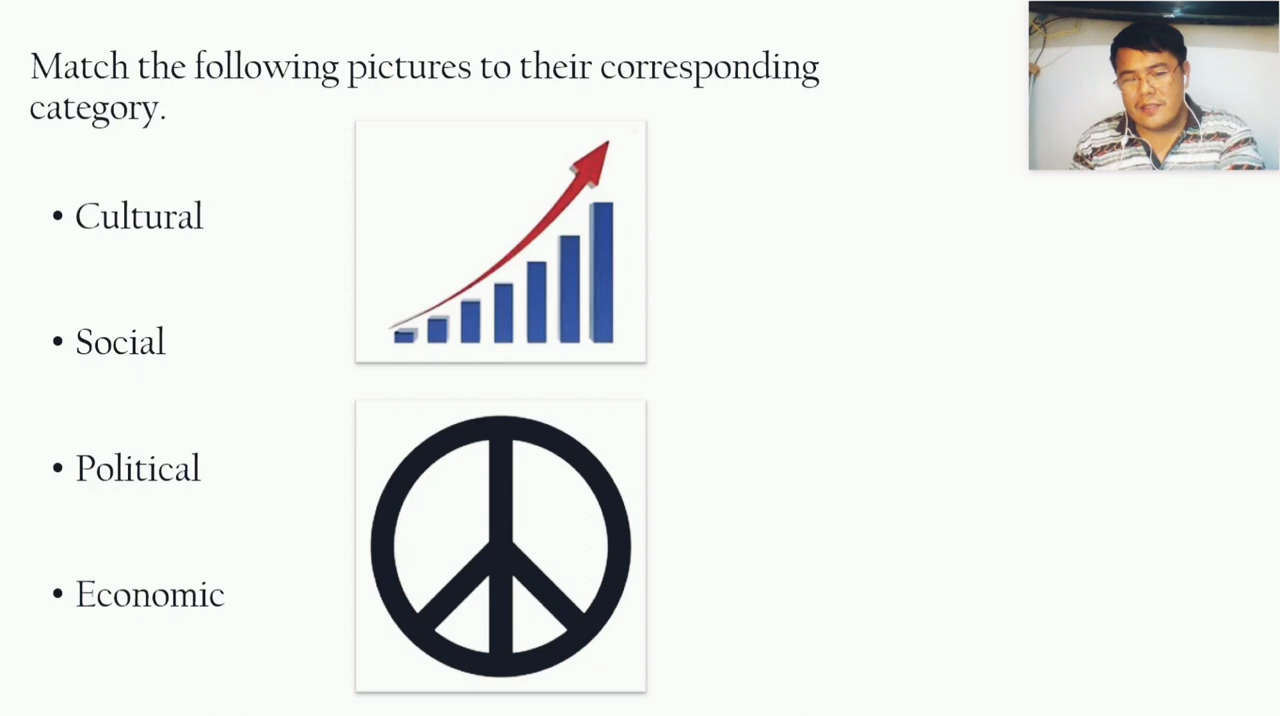 Match the following pictures to their corresponding
category.
• Cultural
• Social
• Political
• Economic